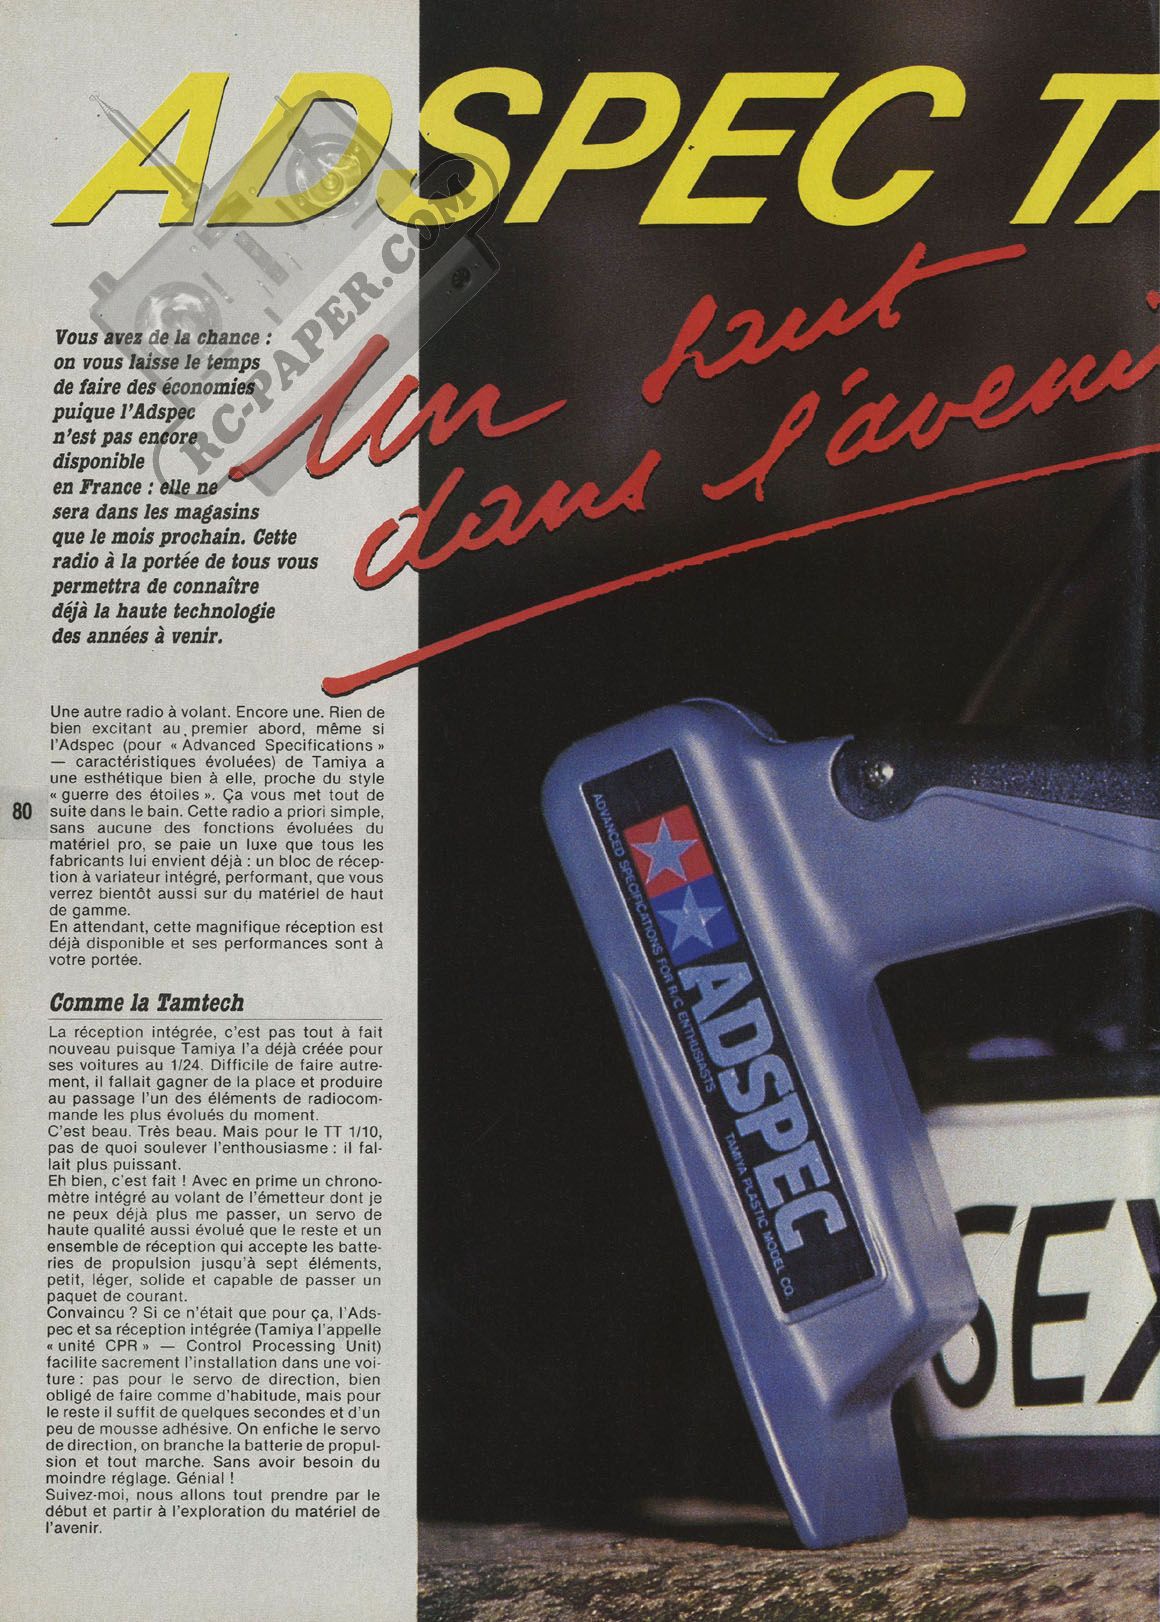 ADSPEC TA
Un saut
dans l'aveni
RC-PAPER.COM
Vous avez de la chance :
on vous laisse le temps
de faire des économies
puique l'Adspec
n'est pas encore
disponible
en France : elle ne
sera dans les magasins
que le mois prochain. Cette
radio à la portée de tous vous
permettra de connaître
déjà la haute technologie
des années à venir.
Une autre radio à volant. Encore une. Rien de
bien excitant au premier abord, même si
l'Adspec (pour « Advanced Specifications »
— caractéristiques évoluées) de Tamiya a
une esthétique bien à elle, proche du style
« guerre des étoiles ». Ça vous met tout de
suite dans le bain. Cette radio a priori simple,
sans aucune des fonctions évoluées du
matériel pro, se paie un luxe que tous les
fabricants lui envient déjà : un bloc de récep-
tion à variateur intégré, performant, que vous
verrez bientôt aussi sur du matériel de haut
de gamme.
En attendant, cette magnifique réception est
déjà disponible et ses performances sont à
votre portée.
Comme la Tamtech
La réception intégrée, c'est pas tout à fait
nouveau puisque Tamiya l'a déjà créée pour
ses voitures au 1/24. Difficile de faire autre-
ment, il fallait gagner de la place et produire
au passage l'un des éléments de radiocom-
mande les plus évolués du moment.
C'est beau. Très beau. Mais pour le TT 1/10,
pas de quoi soulever l'enthousiasme : il fal-
lait plus puissant.
Eh bien, c'est fait ! Avec en prime un chrono-
mètre intégré au volant de l'émetteur dont je
ne peux déjà plus me passer, un servo de
haute qualité aussi évolué que le reste et un
ensemble de réception qui accepte les batte-
ries de propulsion jusqu'à sept éléments,
petit, léger, solide et capable de passer un
paquet de courant.
Convaincu ? Si ce n'était que pour ça, l'Ads-
pec et sa réception intégrée (Tamiya l'appelle
« unité CPR » — Control Processing Unit)
facilite sacrement l'installation dans une voi-
ture : pas pour le servo de direction, bien
obligé de faire comme d'habitude, mais pour
le reste il suffit de quelques secondes et d'un
peu de mousse adhésive. On enfiche le servo
de direction, on branche la batterie de propul-
sion et tout marche. Sans avoir besoin du
moindre réglage. Génial !
Suivez-moi, nous allons tout prendre par le
début et partir à l'exploration du matériel de
l'avenir.
80
ADVANCED SPECIFICATIONS FOR R/C ENTHUSIASTS
ADSPEC
TAMIYA PLASTIC MODEL CO.
SEX